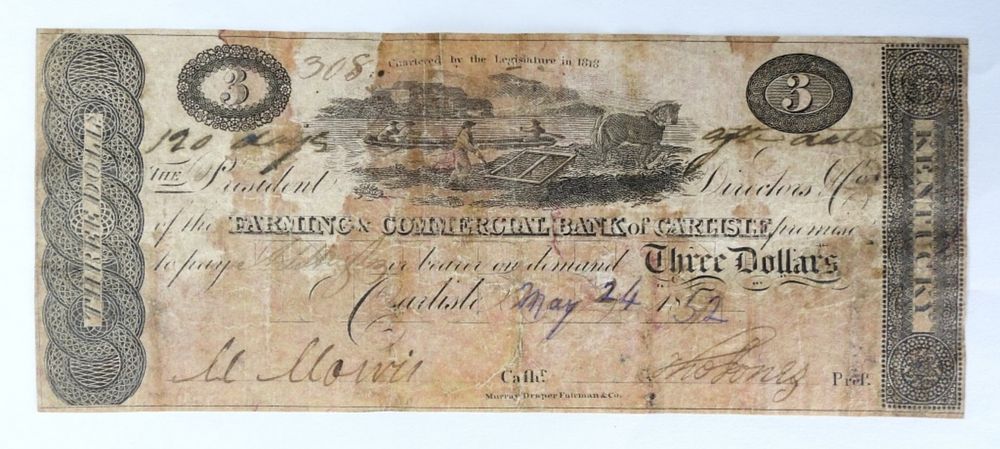 Chartered by the Legislature in 1818
3 308. 3
THREE DOLLS
KENTUCKY
120 days after date
THE President Directors & Co
of the FARMING & COMMERCIAL BANK of CARLISLE promise
to pay or bearer on demand Three Dollars
Carlisle May 24 1852
Cashr. Prest.
Murray Draper Fairman & Co.